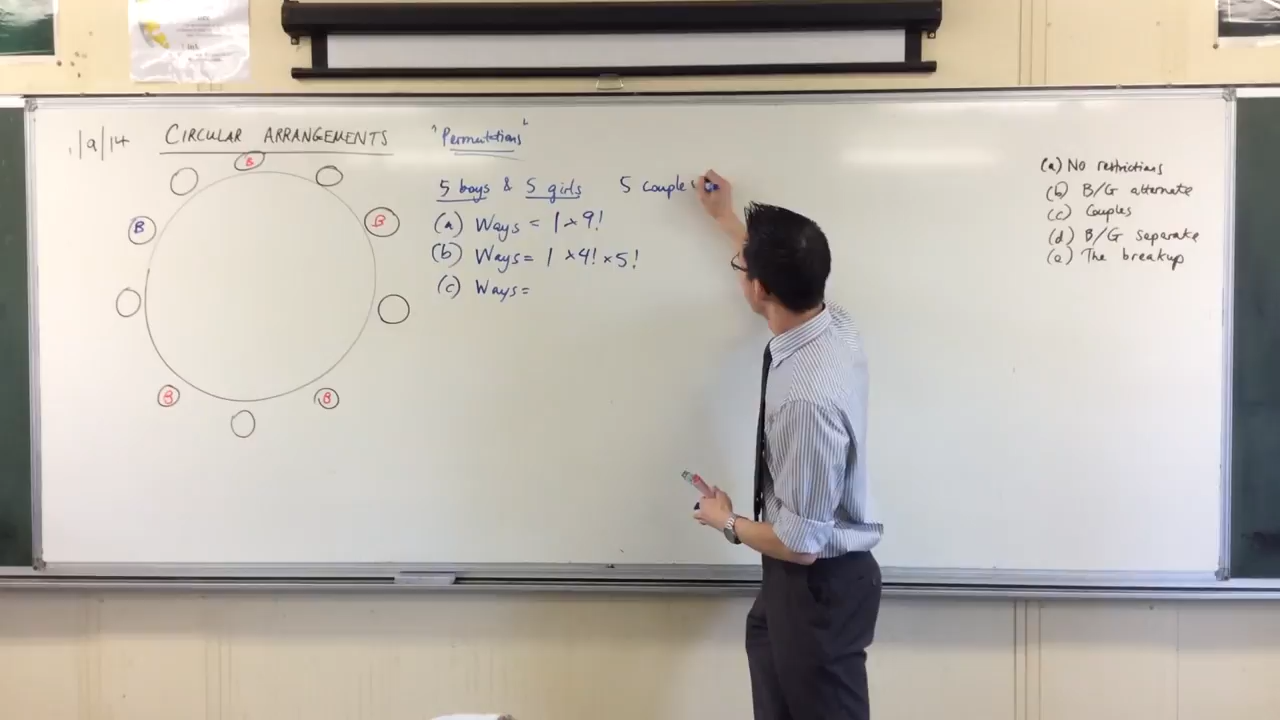 1/9/14 CIRCULAR ARRANGEMENTS 'Permutations'
5 boys & 5 girls 5 couples
(a) Ways = 1 × 9!
(b) Ways = 1 × 4! × 5!
(c) Ways =
B
B
B
B
B
(a) No restrictions
(b) B/G alternate
(c) Couples
(d) B/G separate
(e) The breakup